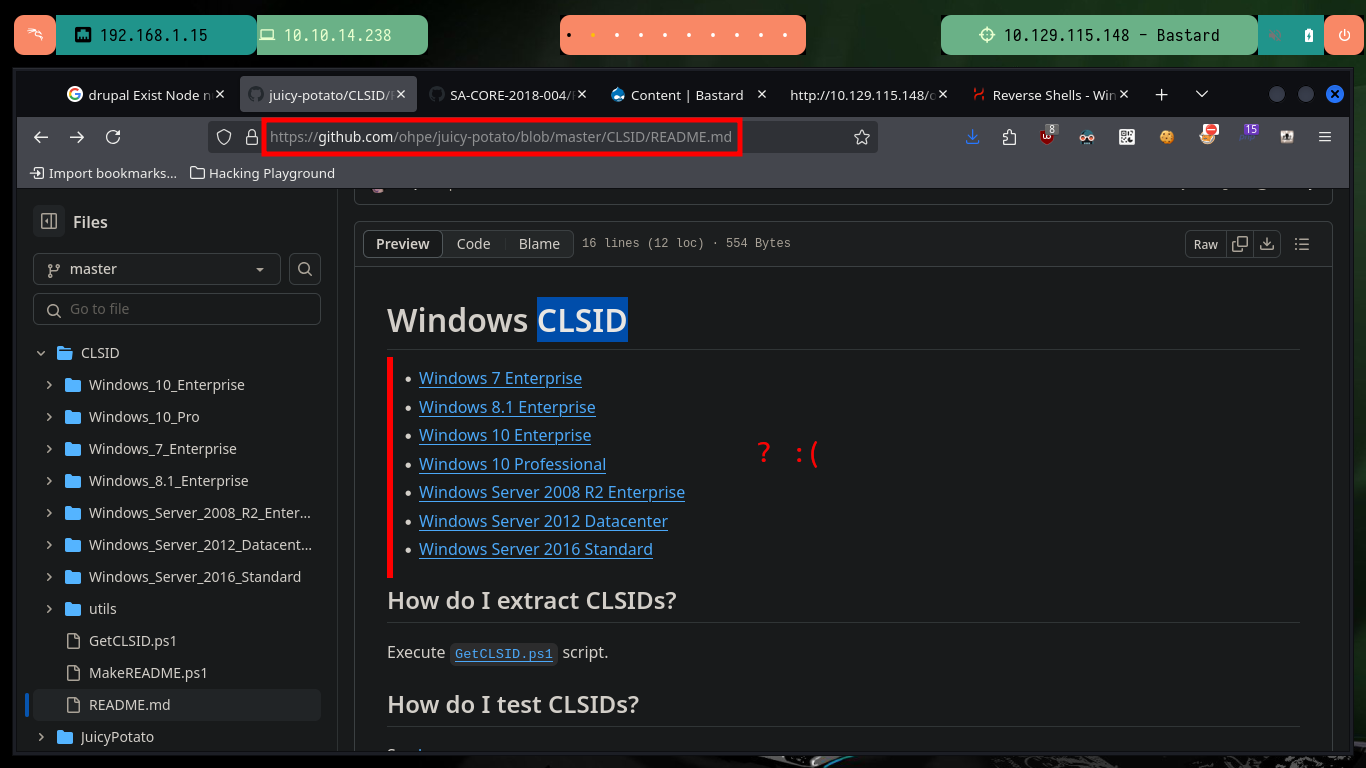 192.168.1.15
10.10.14.238
10.129.115.148 - Bastard
drupal Exist Node n
juicy-potato/CLSID/
SA-CORE-2018-004/
Content | Bastard
http://10.129.115.148/
Reverse Shells - Win
https://github.com/ohpe/juicy-potato/blob/master/CLSID/README.md
8
15
Import bookmarks...
Hacking Playground
Files
master
Go to file
CLSID
Windows_10_Enterprise
Windows_10_Pro
Windows_7_Enterprise
Windows_8.1_Enterprise
Windows_Server_2008_R2_Enter...
Windows_Server_2012_Datacent...
Windows_Server_2016_Standard
utils
GetCLSID.ps1
MakeREADME.ps1
README.md
JuicyPotato
Preview
Code
Blame
16 lines (12 loc) · 554 Bytes
Raw
Windows CLSID
• Windows 7 Enterprise
• Windows 8.1 Enterprise
• Windows 10 Enterprise
• Windows 10 Professional
• Windows Server 2008 R2 Enterprise
• Windows Server 2012 Datacenter
• Windows Server 2016 Standard
? :(
How do I extract CLSIDs?
Execute GetCLSID.ps1 script.
How do I test CLSIDs?